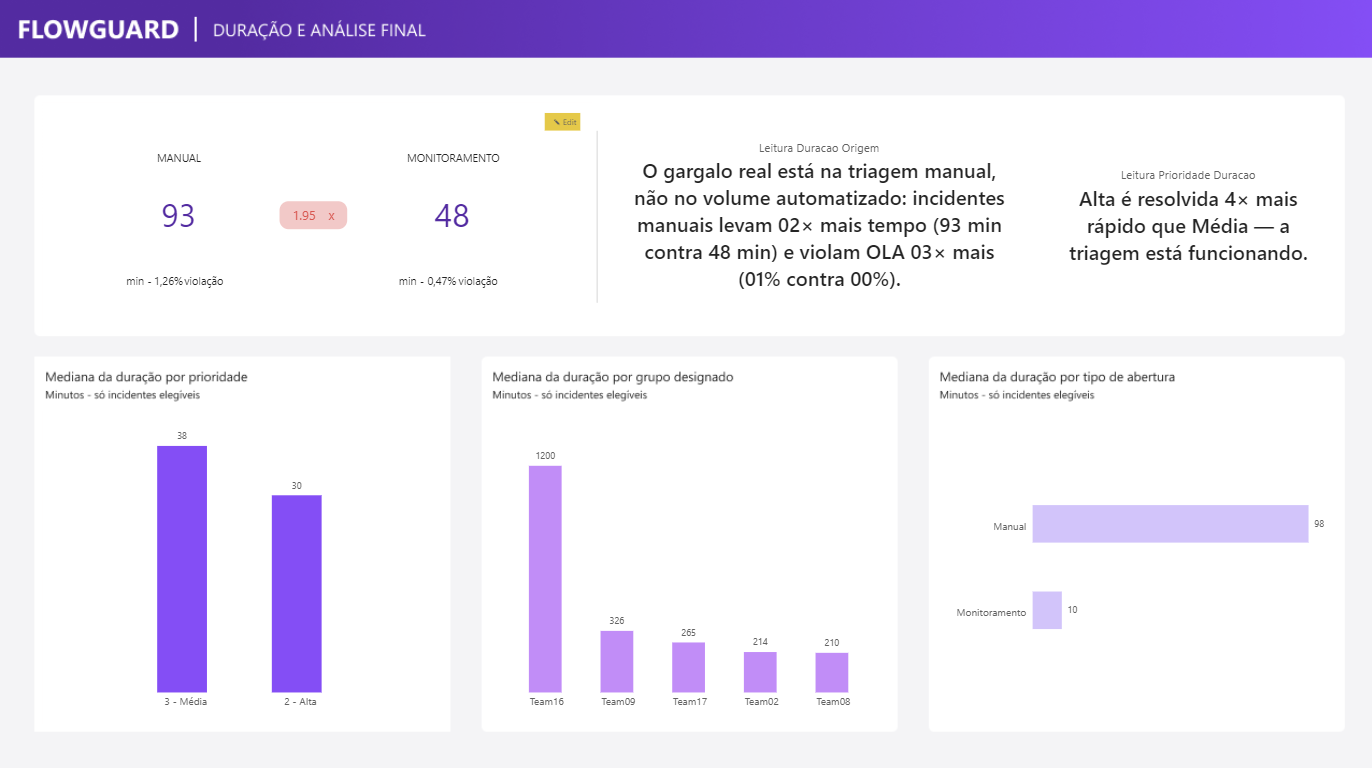 FLOWGUARD | DURAÇÃO E ANÁLISE FINAL
Edit
MANUAL
93
min - 1,26% violação
1.95 x
MONITORAMENTO
48
min - 0,47% violação
Leitura Duracao Origem
O gargalo real está na triagem manual,
não no volume automatizado: incidentes
manuais levam 02× mais tempo (93 min
contra 48 min) e violam OLA 03× mais
(01% contra 00%).
Leitura Prioridade Duracao
Alta é resolvida 4× mais
rápido que Média — a
triagem está funcionando.
Mediana da duração por prioridade
Minutos - só incidentes elegíveis
38
30
3 - Média
2 - Alta
Mediana da duração por grupo designado
Minutos - só incidentes elegíveis
1200
326
265
214
210
Team16
Team09
Team17
Team02
Team08
Mediana da duração por tipo de abertura
Minutos - só incidentes elegíveis
Manual
98
Monitoramento
10